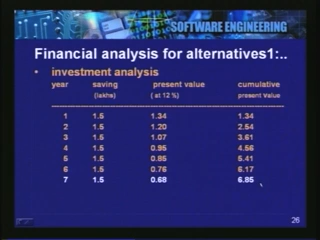 SOFTWARE ENGINEERING
Financial analysis for alternatives1:..
• investment analysis
year saving present value cumulative
(lakhs) (at 12 %) present Value
1 1.5 1.34 1.34
2 1.5 1.20 2.54
3 1.5 1.07 3.61
4 1.5 0.95 4.56
5 1.5 0.85 5.41
6 1.5 0.76 6.17
7 1.5 0.68 6.85
26